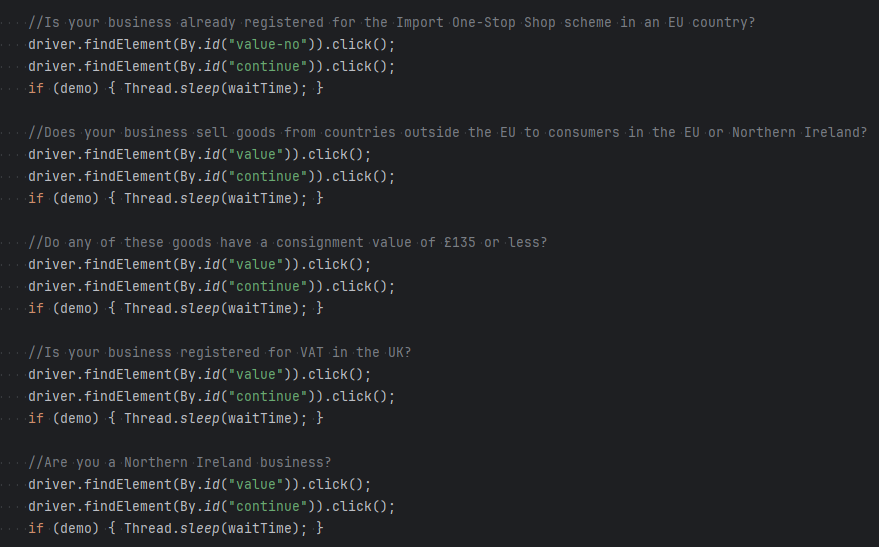 //Is your business already registered for the Import One-Stop Shop scheme in an EU country?
driver.findElement(By.id("value-no")).click();
driver.findElement(By.id("continue")).click();
if (demo) { Thread.sleep(waitTime); }
//Does your business sell goods from countries outside the EU to consumers in the EU or Northern Ireland?
driver.findElement(By.id("value")).click();
driver.findElement(By.id("continue")).click();
if (demo) { Thread.sleep(waitTime); }
//Do any of these goods have a consignment value of £135 or less?
driver.findElement(By.id("value")).click();
driver.findElement(By.id("continue")).click();
if (demo) { Thread.sleep(waitTime); }
//Is your business registered for VAT in the UK?
driver.findElement(By.id("value")).click();
driver.findElement(By.id("continue")).click();
if (demo) { Thread.sleep(waitTime); }
//Are you a Northern Ireland business?
driver.findElement(By.id("value")).click();
driver.findElement(By.id("continue")).click();
if (demo) { Thread.sleep(waitTime); }